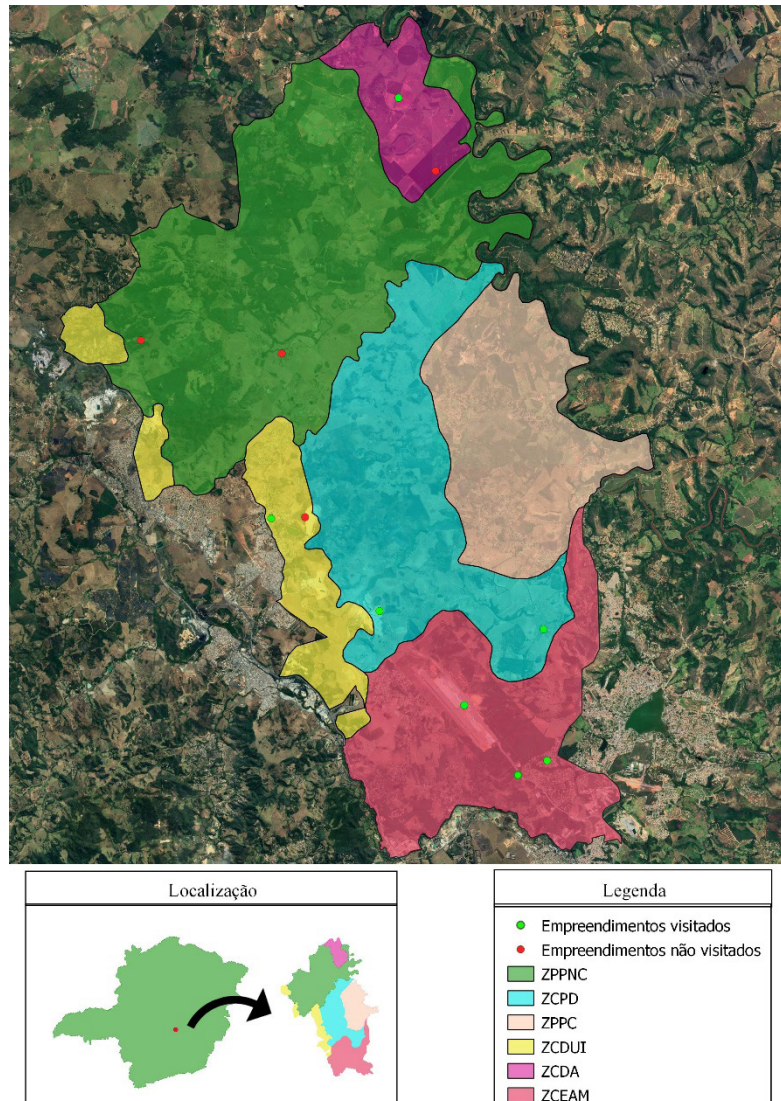 Localização
Legenda
Empreendimentos visitados
Empreendimentos não visitados
ZPPNC
ZCPD
ZPPC
ZCDUI
ZCDA
ZCEAM